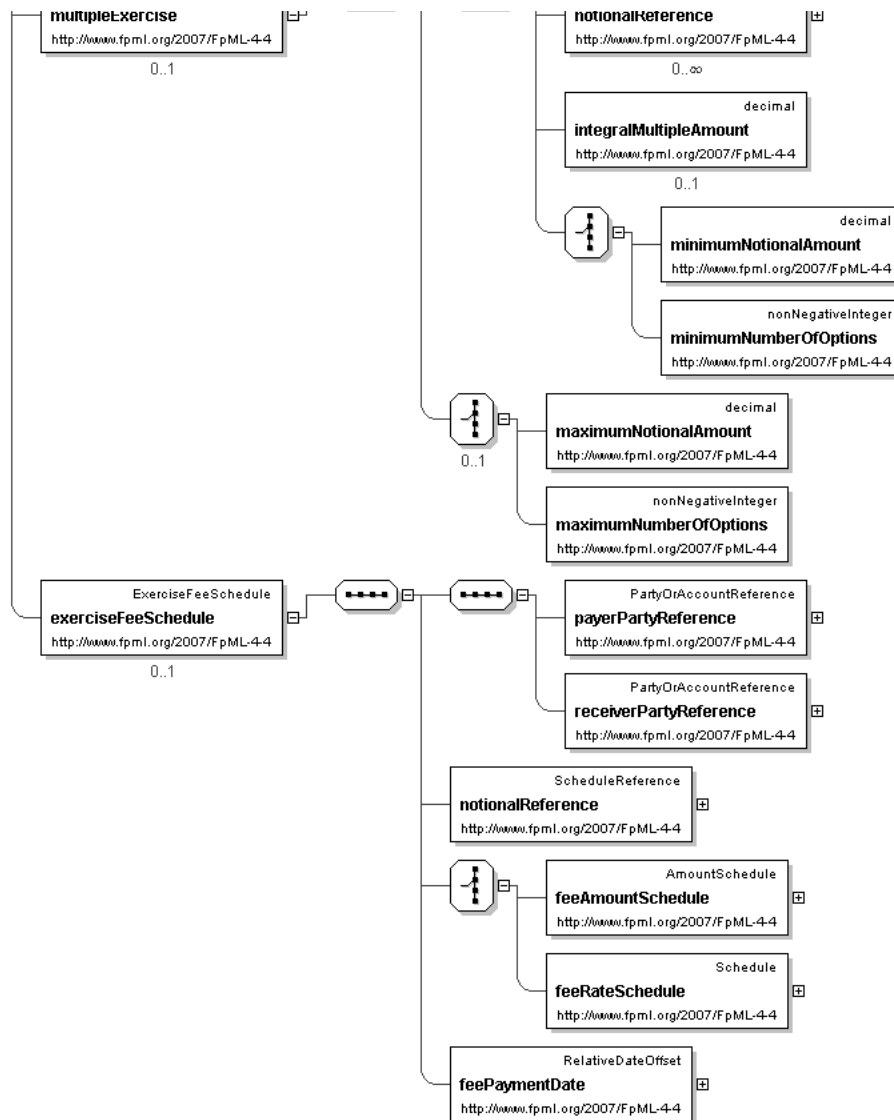 multipleExercise
http://www.fpml.org/2007/FpML-4-4
0..1
notionalReference
http://www.fpml.org/2007/FpML-4-4
0..∞
decimal
integralMultipleAmount
http://www.fpml.org/2007/FpML-4-4
0..1
decimal
minimumNotionalAmount
http://www.fpml.org/2007/FpML-4-4
nonNegativeInteger
minimumNumberOfOptions
http://www.fpml.org/2007/FpML-4-4
0..1
decimal
maximumNotionalAmount
http://www.fpml.org/2007/FpML-4-4
nonNegativeInteger
maximumNumberOfOptions
http://www.fpml.org/2007/FpML-4-4
ExerciseFeeSchedule
exerciseFeeSchedule
http://www.fpml.org/2007/FpML-4-4
0..1
PartyOrAccountReference
payerPartyReference
http://www.fpml.org/2007/FpML-4-4
PartyOrAccountReference
receiverPartyReference
http://www.fpml.org/2007/FpML-4-4
ScheduleReference
notionalReference
http://www.fpml.org/2007/FpML-4-4
AmountSchedule
feeAmountSchedule
http://www.fpml.org/2007/FpML-4-4
Schedule
feeRateSchedule
http://www.fpml.org/2007/FpML-4-4
RelativeDateOffset
feePaymentDate
http://www.fpml.org/2007/FpML-4-4